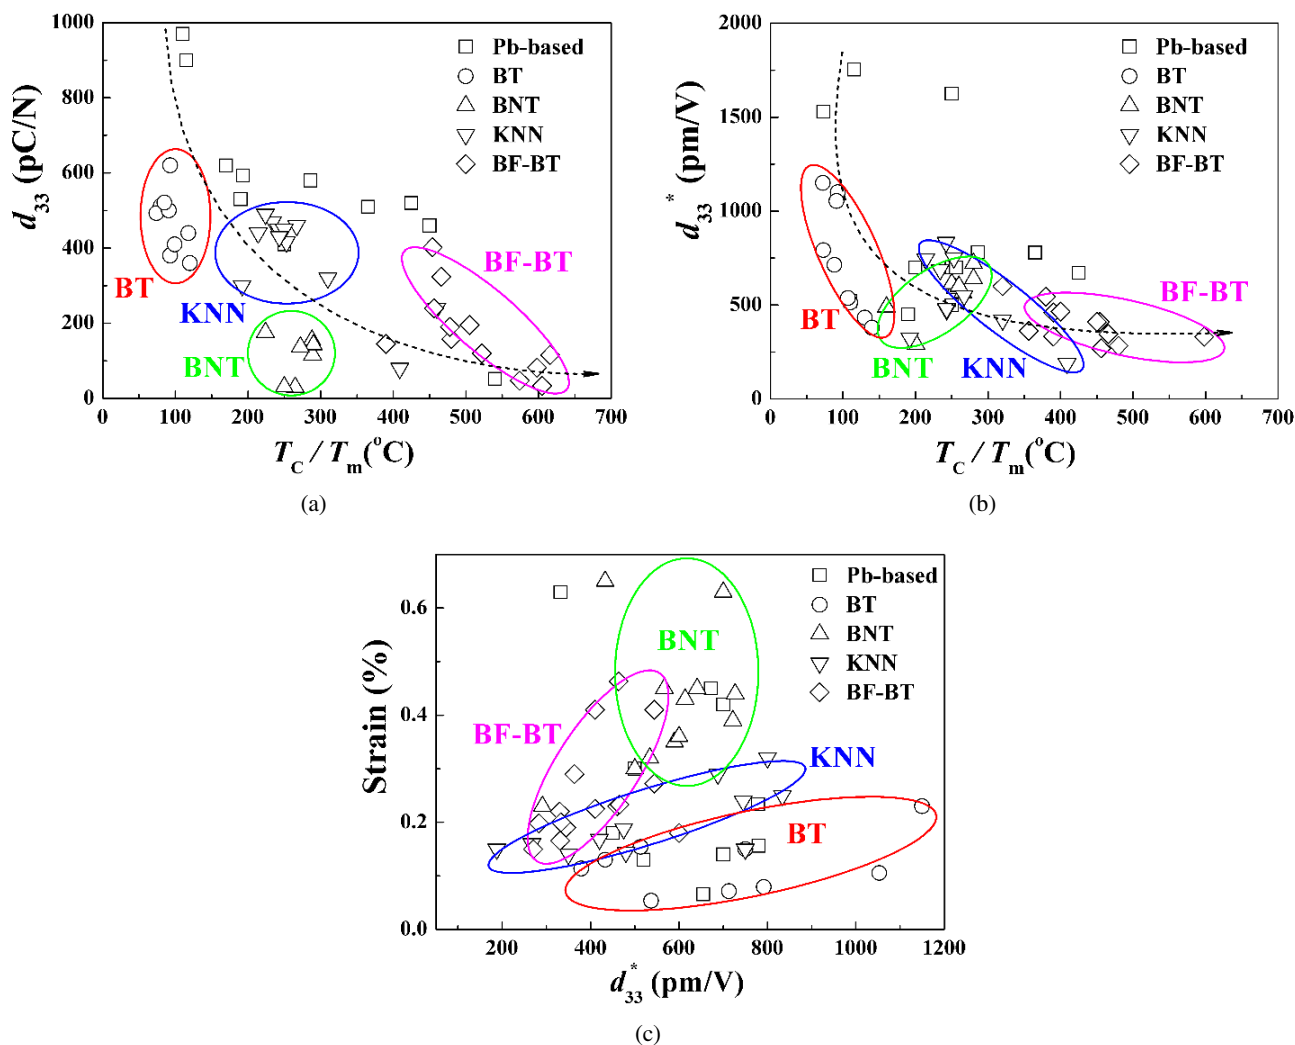 1000
800
600
400
200
0
d33 (pC/N)
0 100 200 300 400 500 600 700
TC / Tm(°C)
Pb-based
BT
BNT
KNN
BF-BT
BT
KNN
BNT
BF-BT
(a)
2000
1500
1000
500
0
d33* (pm/V)
0 100 200 300 400 500 600 700
TC / Tm(°C)
Pb-based
BT
BNT
KNN
BF-BT
BT
BNT
KNN
BF-BT
(b)
0.6
0.4
0.2
0.0
Strain (%)
200 400 600 800 1000 1200
d33* (pm/V)
Pb-based
BT
BNT
KNN
BF-BT
BNT
BF-BT
KNN
BT
(c)